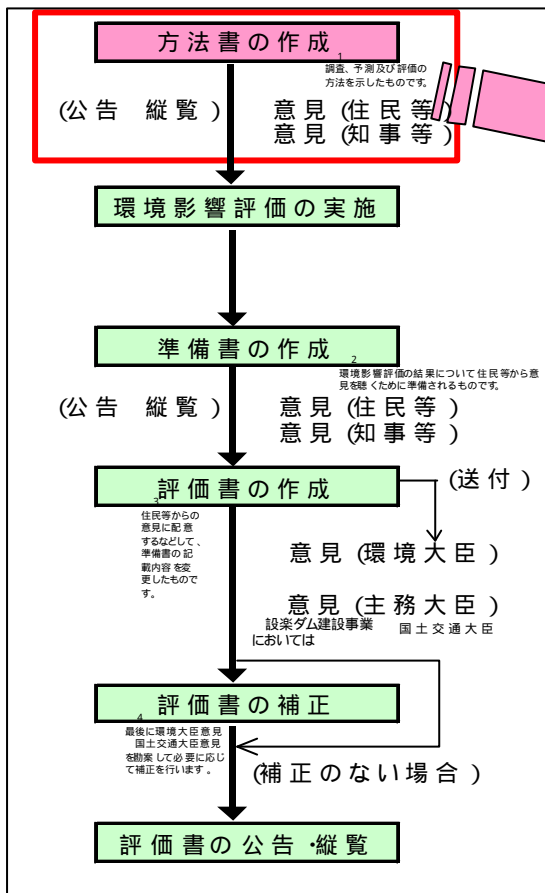 方法書の作成
1
調査、予測及び評価の
方法を示したものです。
(公告 縦覧) 意見(住民等)
意見(知事等)
環境影響評価の実施
準備書の作成
2
環境影響評価の結果について住民等から意
見を聴くために準備されるものです。
(公告 縦覧) 意見(住民等)
意見(知事等)
評価書の作成
(送付)
3
住民等からの
意見に配意
するなどして、
準備書の記
載内容を変
更したもので
す。
意見(環境大臣)
意見(主務大臣)
設楽ダム建設事業
においては
国土交通大臣
評価書の補正
4
最後に環境大臣意見
国土交通大臣意見
を勘案して必要に応じ
て補正を行います。
(補正のない場合)
評価書の公告・縦覧